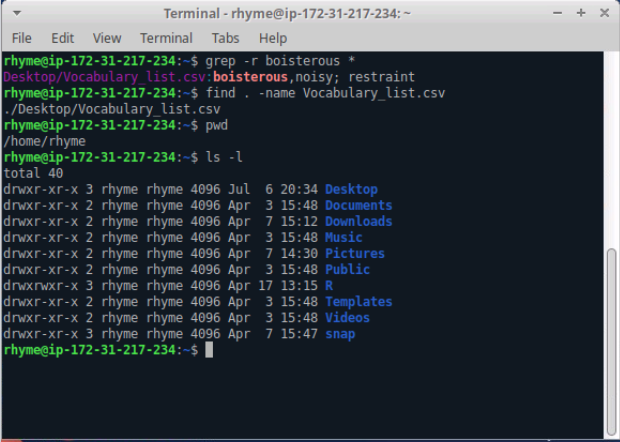 Terminal - rhyme@ip-172-31-217-234: ~
File Edit View Terminal Tabs Help
rhyme@ip-172-31-217-234:~$ grep -r boisterous *
Desktop/Vocabulary_list.csv:boisterous,noisy; restraint
rhyme@ip-172-31-217-234:~$ find . -name Vocabulary_list.csv
./Desktop/Vocabulary_list.csv
rhyme@ip-172-31-217-234:~$ pwd
/home/rhyme
rhyme@ip-172-31-217-234:~$ ls -l
total 40
drwxr-xr-x 3 rhyme rhyme 4096 Jul  6 20:34 Desktop
drwxr-xr-x 2 rhyme rhyme 4096 Apr  3 15:48 Documents
drwxr-xr-x 2 rhyme rhyme 4096 Apr  7 15:12 Downloads
drwxr-xr-x 2 rhyme rhyme 4096 Apr  3 15:48 Music
drwxr-xr-x 2 rhyme rhyme 4096 Apr  7 14:30 Pictures
drwxr-xr-x 2 rhyme rhyme 4096 Apr  3 15:48 Public
drwxrwxr-x 3 rhyme rhyme 4096 Apr 17 13:15 R
drwxr-xr-x 2 rhyme rhyme 4096 Apr  3 15:48 Templates
drwxr-xr-x 2 rhyme rhyme 4096 Apr  3 15:48 Videos
drwxr-xr-x 3 rhyme rhyme 4096 Apr  7 15:47 snap
rhyme@ip-172-31-217-234:~$